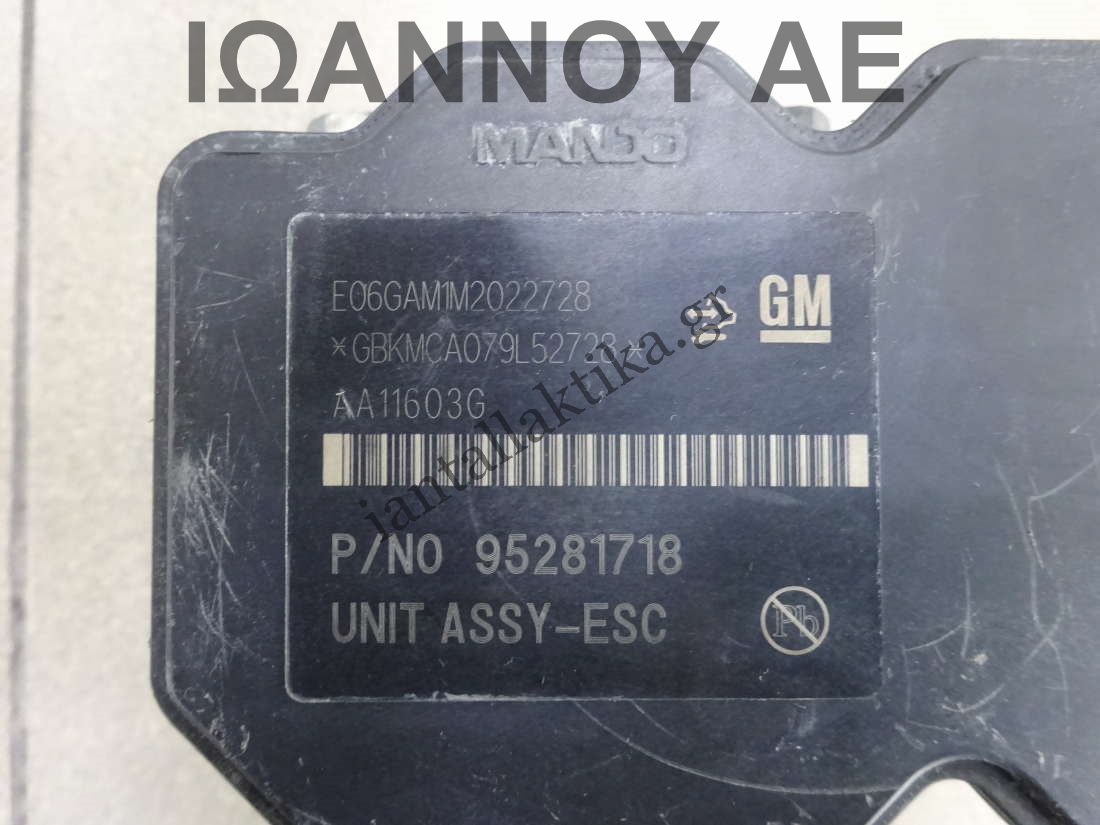 ΙΩΑΝΝΟΥ ΑΕ
MANDO
E06GAM1M2022728
*GBKMCA079L52728*
AA11603G
GM
iantallaktika.gr
P/NO 95281718
UNIT ASSY-ESC
Pb